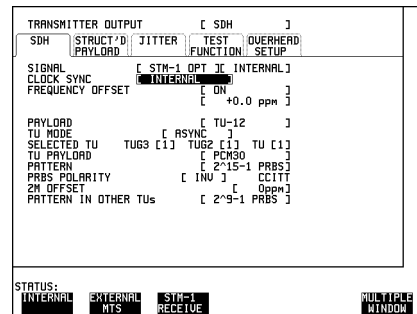 TRANSMITTER OUTPUT [ SDH ]
SDH STRUCT'D PAYLOAD JITTER TEST FUNCTION OVERHEAD SETUP
SIGNAL [ STM-1 OPT ][ INTERNAL]
CLOCK SYNC [ INTERNAL ]
FREQUENCY OFFSET [ ON ]
[ +0.0 ppm ]
PAYLOAD [ TU-12 ]
TU MODE [ ASYNC ]
SELECTED TU TUG3 [1] TUG2 [1] TU [1]
TU PAYLOAD [ PCM30 ]
PATTERN [ 2^15-1 PRBS]
PRBS POLARITY [ INV ] CCITT
2M OFFSET [ 0ppm]
PATTERN IN OTHER TUs [ 2^9-1 PRBS ]
STATUS:
INTERNAL EXTERNAL MTS STM-1 RECEIVE MULTIPLE WINDOW